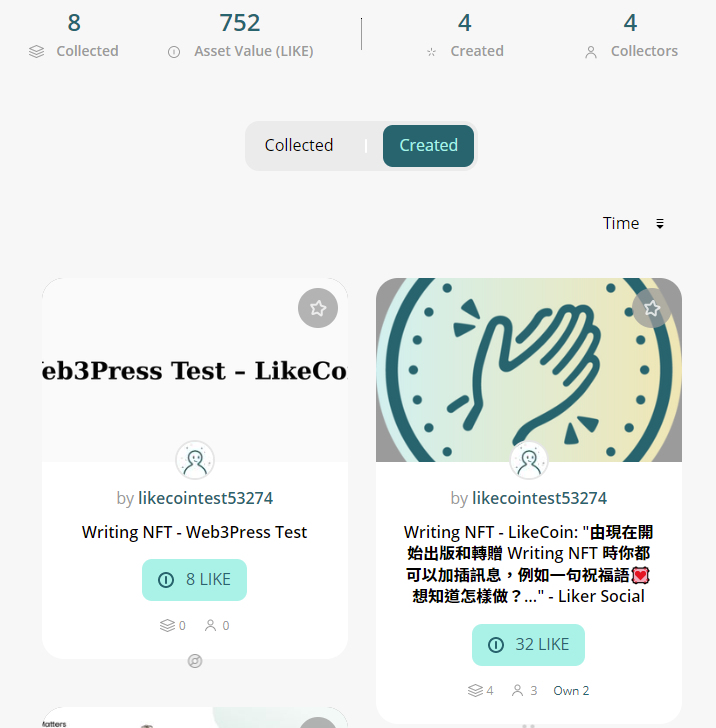 8
752
4
4
Collected
Asset Value (LIKE)
Created
Collectors
Collected
Created
Time
eb3Press Test – LikeCo
by likecointest53274
Writing NFT - Web3Press Test
8 LIKE
0 0
by likecointest53274
Writing NFT - LikeCoin: "由現在開
始出版和轉贈 Writing NFT 時你都
可以加插訊息，例如一句祝福語💟
想知道怎樣做？..." - Liker Social
32 LIKE
4 3 Own 2